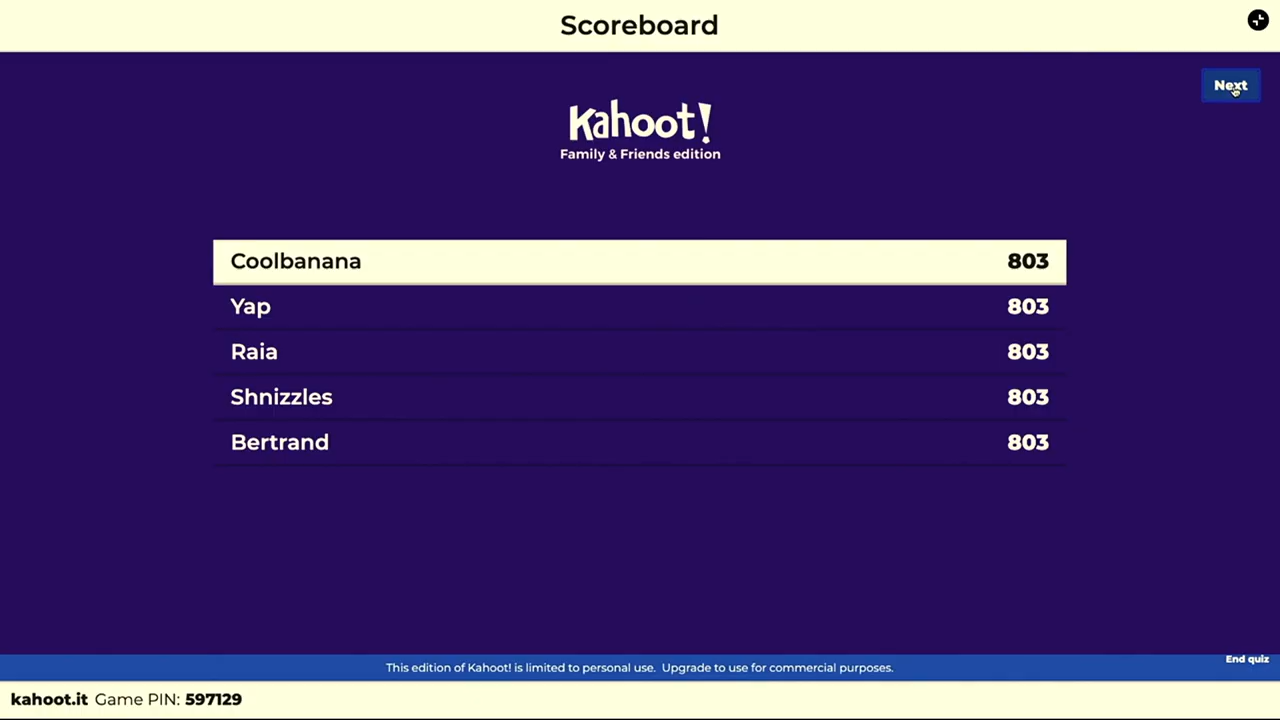 Scoreboard
Next
Kahoot!
Family & Friends edition
Coolbanana 803
Yap 803
Raia 803
Shnizzles 803
Bertrand 803
End quiz
This edition of Kahoot! is limited to personal use. Upgrade to use for commercial purposes.
kahoot.it Game PIN: 597129